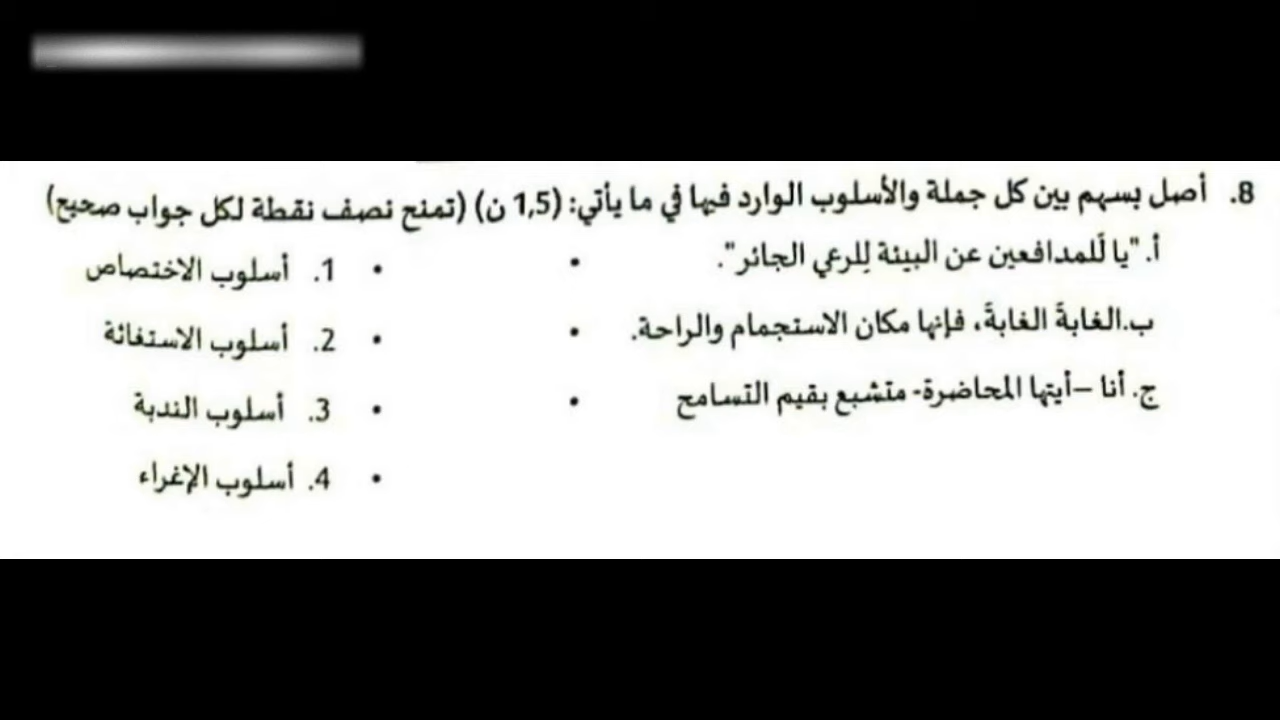 8. أصل بسهم بين كل جملة والأسلوب الوارد فيها في ما يأتي: (1,5 ن) (تمنح نصف نقطة لكل جواب صحيح)
أ. "يا لَلمدافعين عن البيئة لِلرعي الجائر". • • 1. أسلوب الاختصاص
ب.الغابةَ الغابةَ، فإنها مكان الاستجمام والراحة. • • 2. أسلوب الاستغاثة
ج. أنا –أيتها المحاضرة- متشبع بقيم التسامح • • 3. أسلوب الندبة
• 4. أسلوب الإغراء